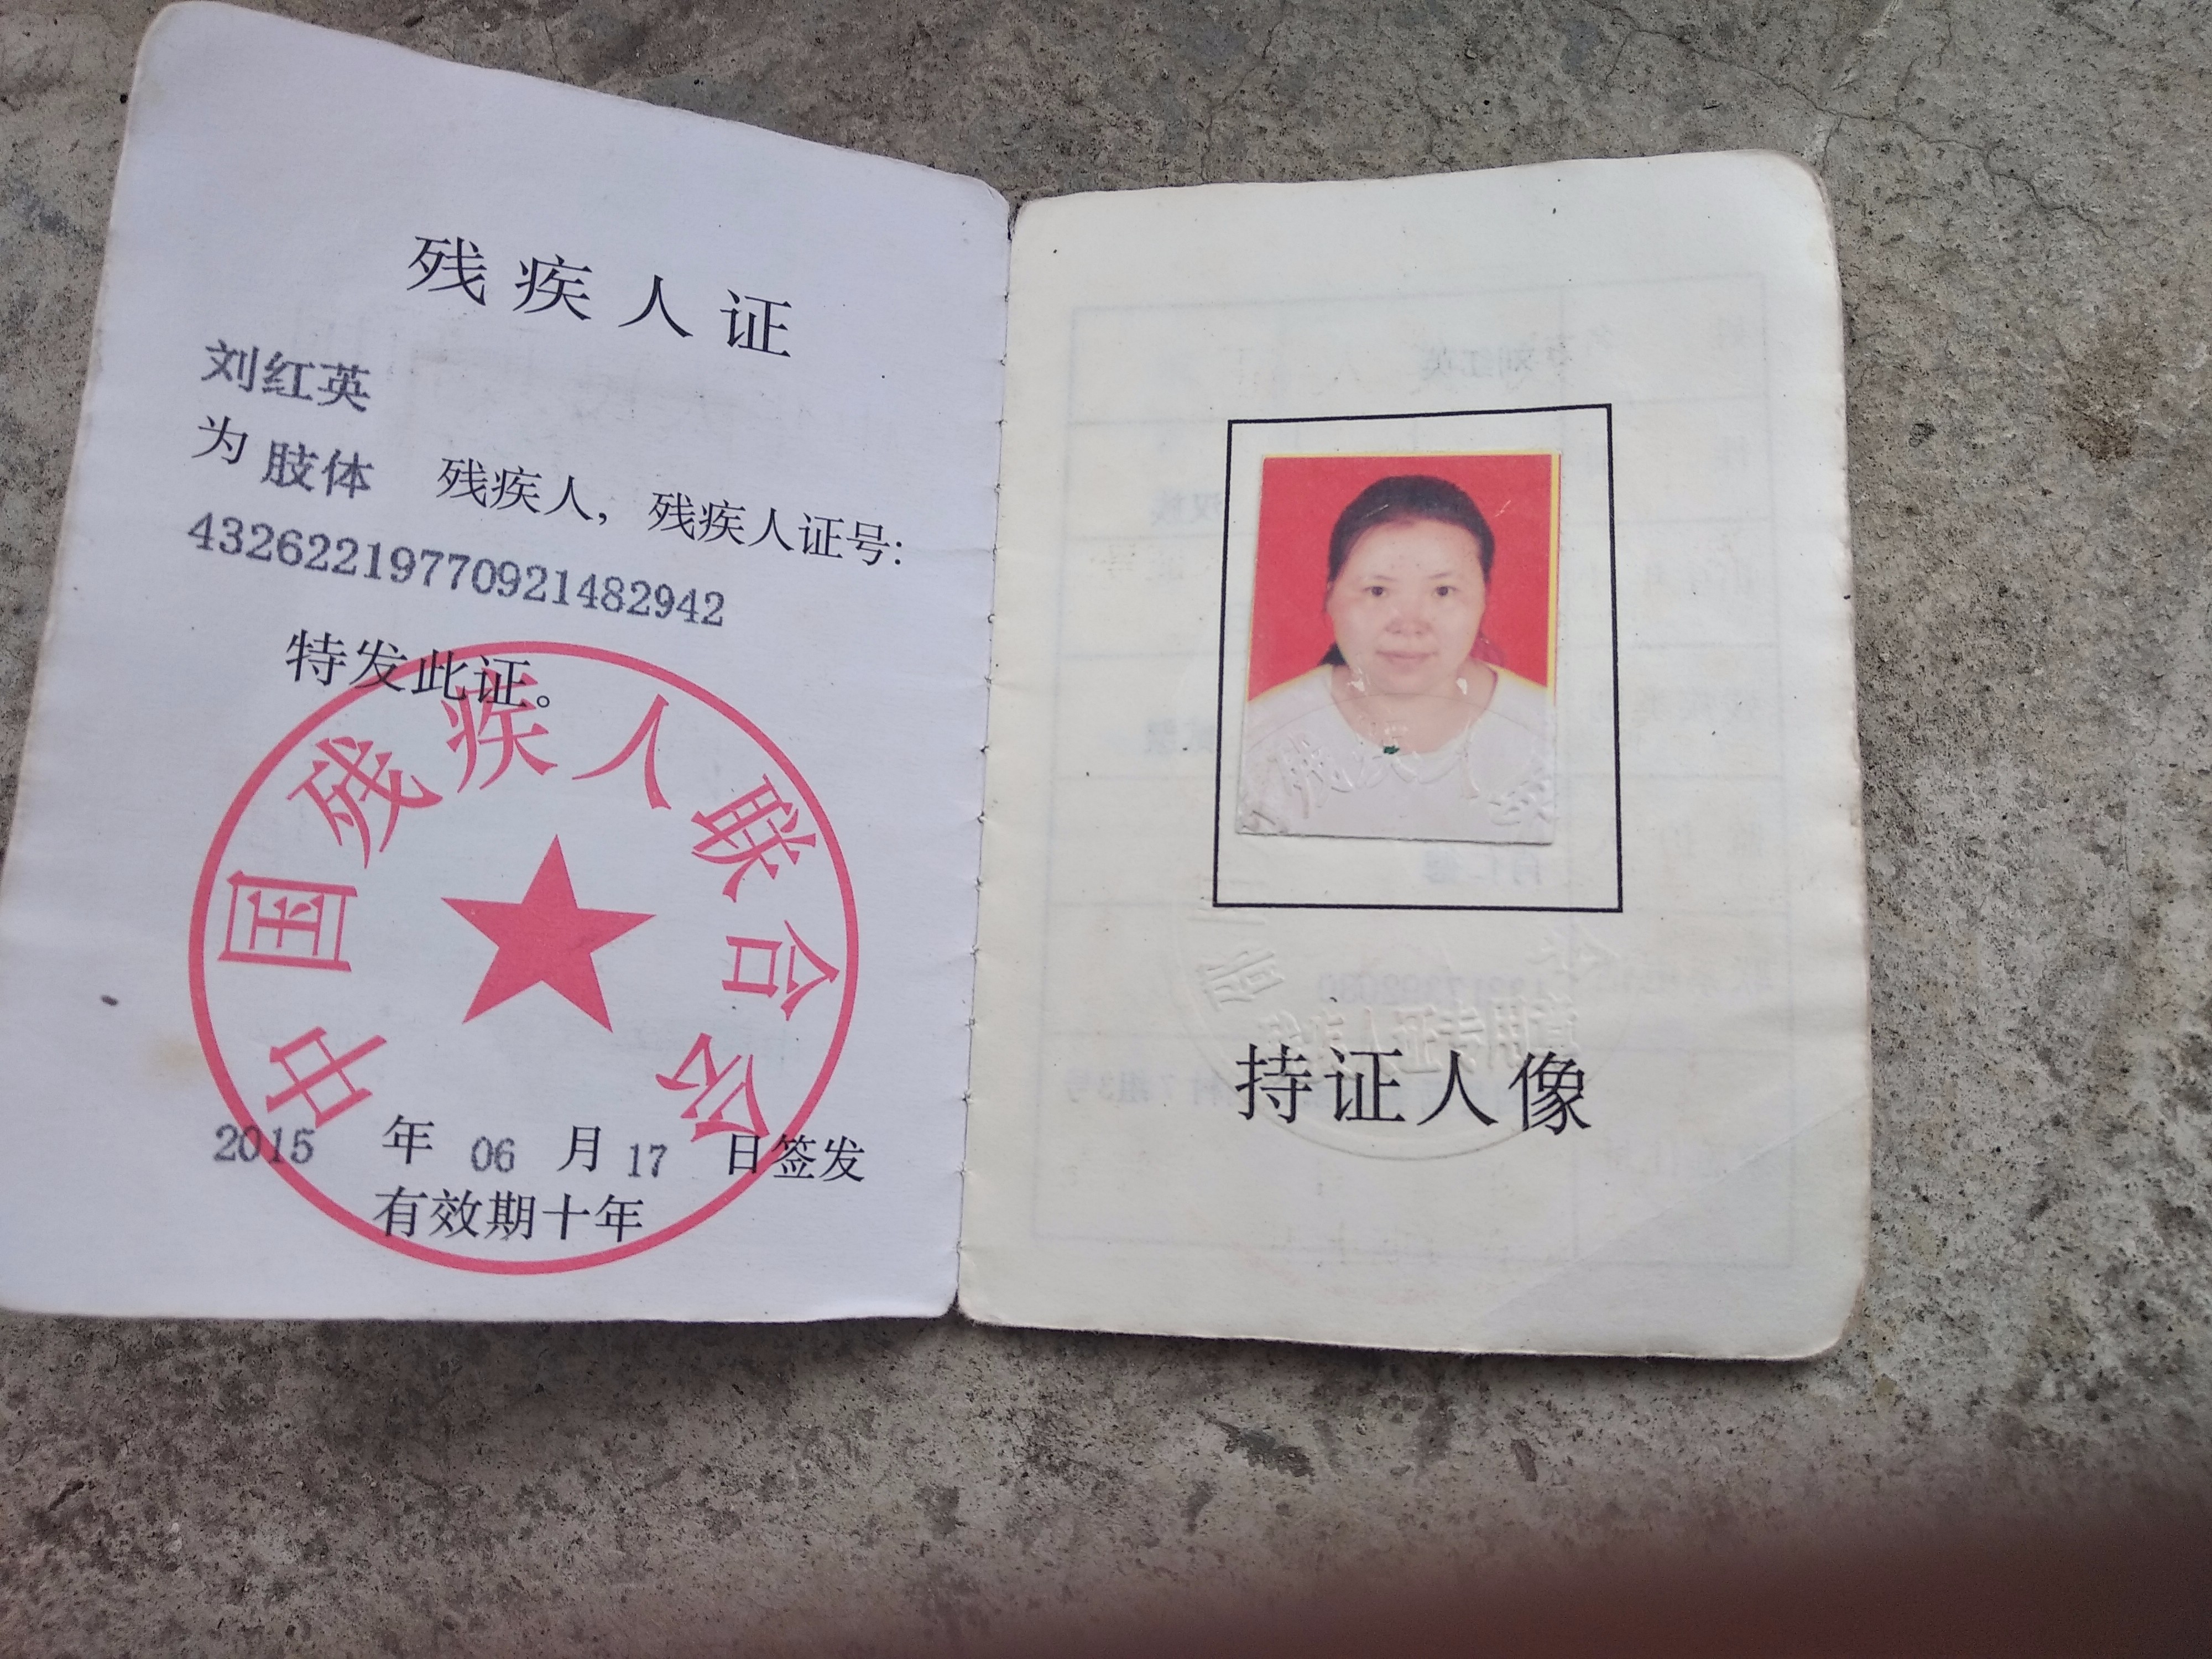 残疾人证
刘红英
为 肢体 残疾人，残疾人证号:
43262219770921482942
特发此证。
中国残疾人联合会
2015 年 06 月 17 日签发
有效期十年
持证人像